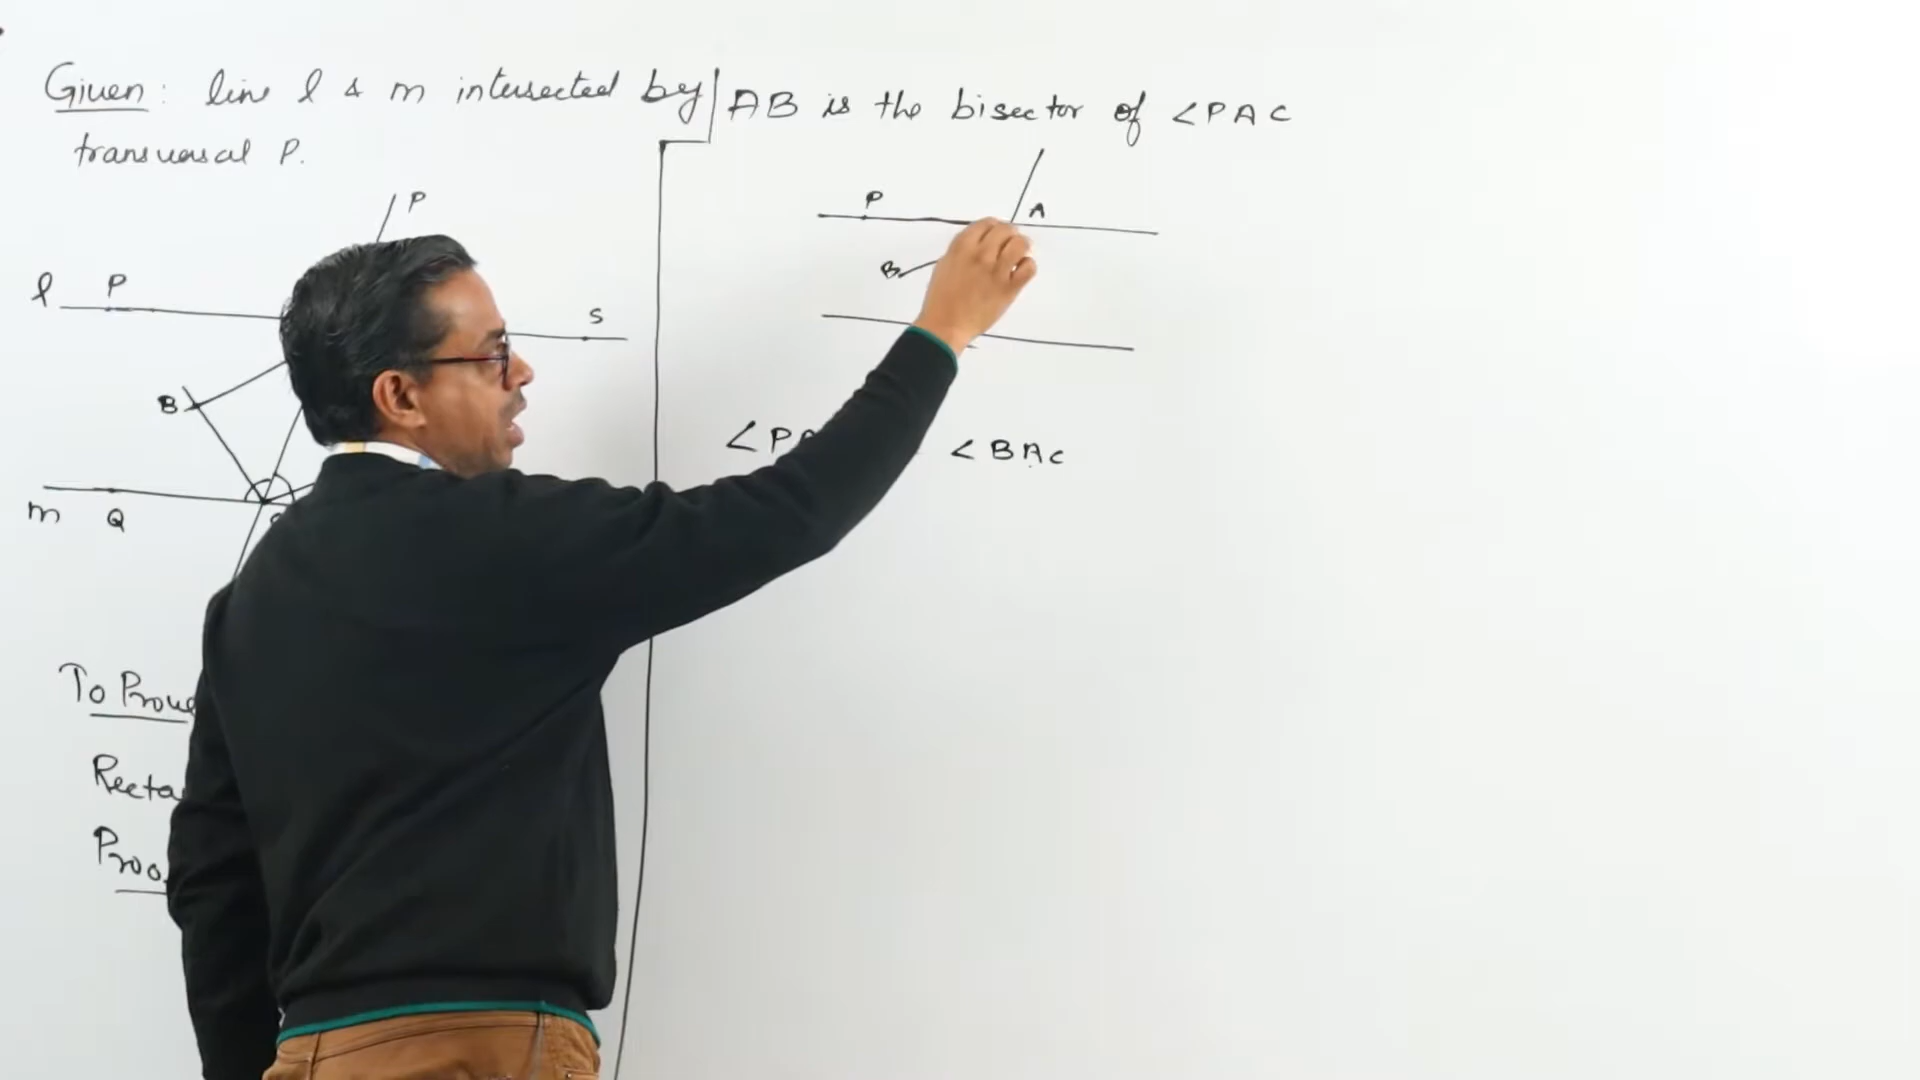 Given: line l & m intersected by
transversal P.
P
l P S
B
m Q
To Prove
Recta
Proo
AB is the bisector of ∠PAC
P A
B
∠PA ∠BAC